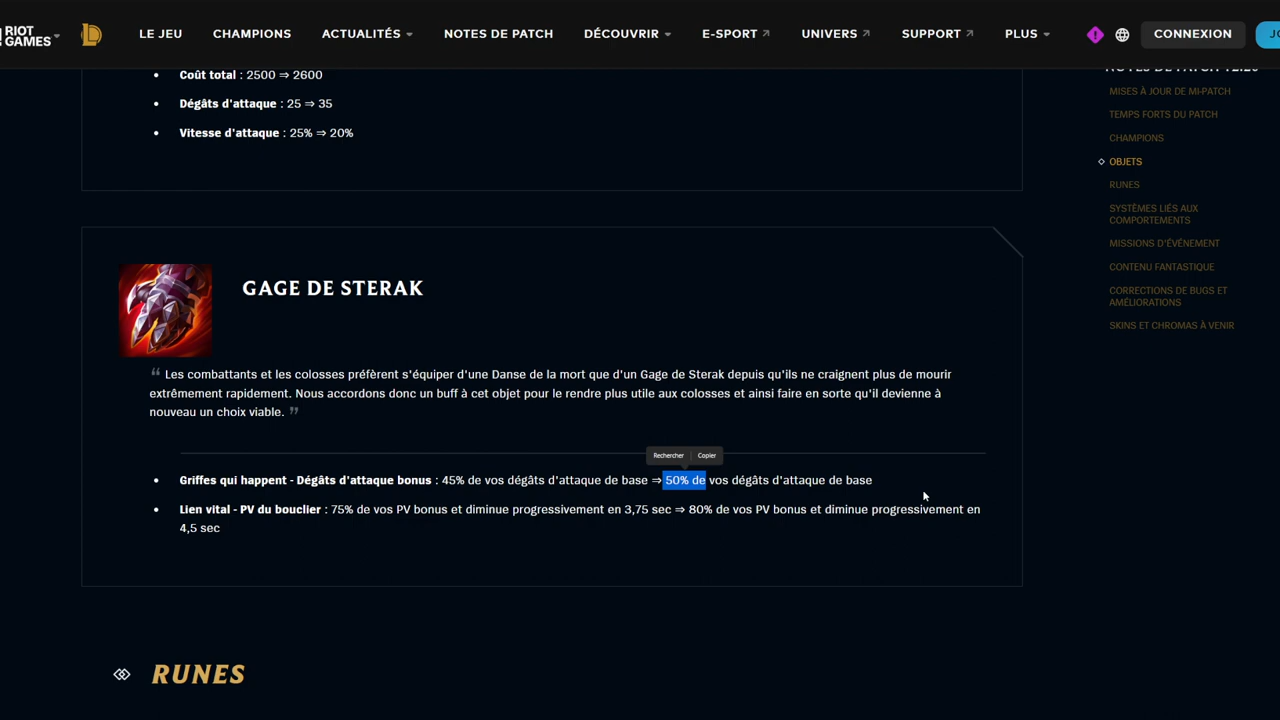 RIOT GAMES
LE JEU
CHAMPIONS
ACTUALITÉS
NOTES DE PATCH
DÉCOUVRIR
E-SPORT
UNIVERS
SUPPORT
PLUS
CONNEXION
Coût total : 2500 ⇒ 2600
Dégâts d'attaque : 25 ⇒ 35
Vitesse d'attaque : 25% ⇒ 20%
GAGE DE STERAK
“ Les combattants et les colosses préfèrent s'équiper d'une Danse de la mort que d'un Gage de Sterak depuis qu'ils ne craignent plus de mourir
extrêmement rapidement. Nous accordons donc un buff à cet objet pour le rendre plus utile aux colosses et ainsi faire en sorte qu'il devienne à
nouveau un choix viable. ”
Rechercher | Copier
Griffes qui happent - Dégâts d'attaque bonus : 45% de vos dégâts d'attaque de base ⇒ 50% de vos dégâts d'attaque de base
Lien vital - PV du bouclier : 75% de vos PV bonus et diminue progressivement en 3,75 sec ⇒ 80% de vos PV bonus et diminue progressivement en
4,5 sec
RUNES
MISES À JOUR DE MI-PATCH
TEMPS FORTS DU PATCH
CHAMPIONS
OBJETS
RUNES
SYSTÈMES LIÉS AUX
COMPORTEMENTS
MISSIONS D'ÉVÉNEMENT
CONTENU FANTASTIQUE
CORRECTIONS DE BUGS ET
AMÉLIORATIONS
SKINS ET CHROMAS À VENIR